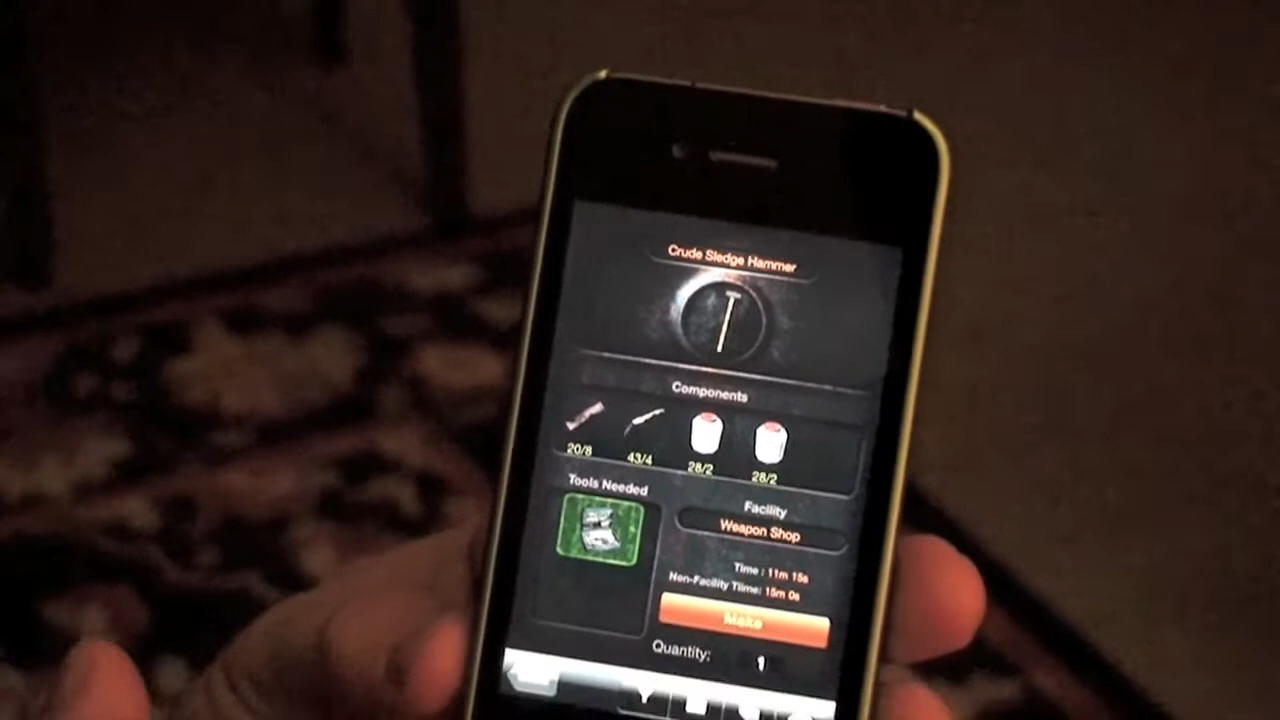 Crude Sledge Hammer
Components
20/8 43/4 28/2 28/2
Tools Needed
Facility
Weapon Shop
Time : 11m 15s
Non-Facility Tiime: 15m 0s
Make
Quantity: 1